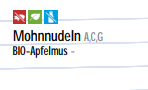 Mohnnudeln A,C,G
BIO-Apfelmus –